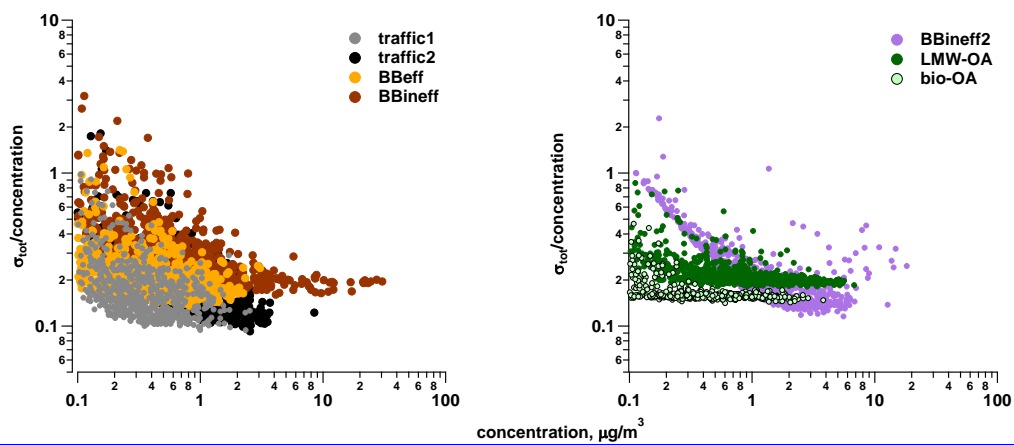 10
8
6
4
2
1
8
6
4
2
0.1
8
6
σtot/concentration
traffic1
traffic2
BBeff
BBineff
2 4 6 8 2 4 6 8 2 4 6 8
0.1 1 10 100
10
8
6
4
2
1
8
6
4
2
0.1
8
6
σtot/concentration
BBineff2
LMW-OA
bio-OA
2 4 6 8 2 4 6 8 2 4 6 8
0.1 1 10 100
concentration, μg/m³